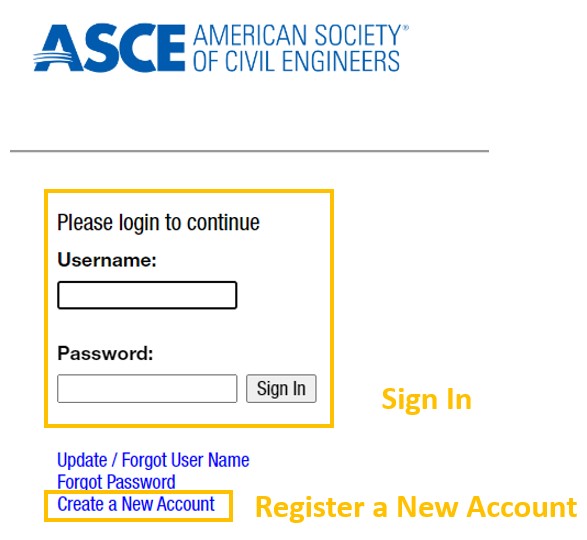 ASCE AMERICAN SOCIETY®
OF CIVIL ENGINEERS
Please login to continue
Username:
Password:
Sign In
Sign In
Update / Forgot User Name
Forgot Password
Create a New Account
Register a New Account